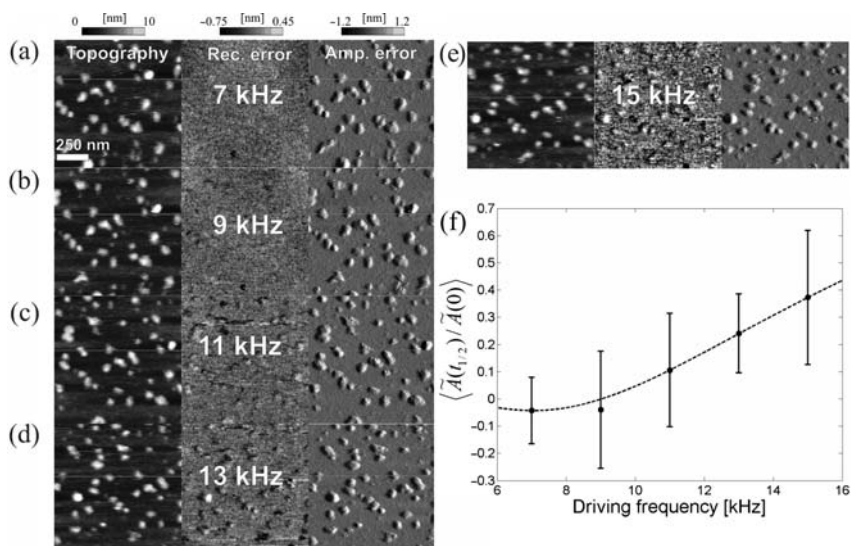 0 [nm] 10 −0.75 [nm] 0.45 −1.2 [nm] 1.2
(a) Topography Rec. error Amp. error
7 kHz
250 nm
(b)
9 kHz
(c)
11 kHz
(d)
13 kHz
(e)
15 kHz
(f)
0.7
0.6
0.5
0.4
0.3
0.2
0.1
0
−0.1
−0.2
−0.3
⟨Ã(t1/2)/Ã(0)⟩
6 8 10 12 14 16
Driving frequency [kHz]